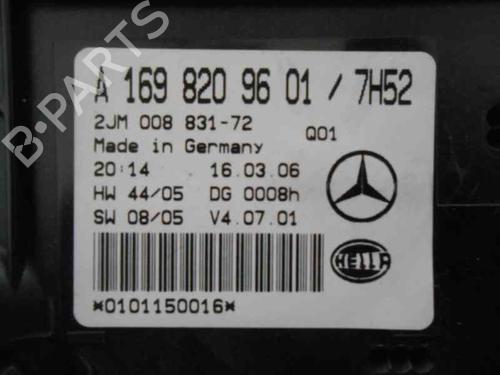 B-PARTS
A 169 820 96 01 / 7H52
2JM 008 831-72 Q01
Made in Germany
20:14 16.03.06
HW 44/05 DG 0008h
SW 08/05 V4.07.01
HELLA
*0101150016*